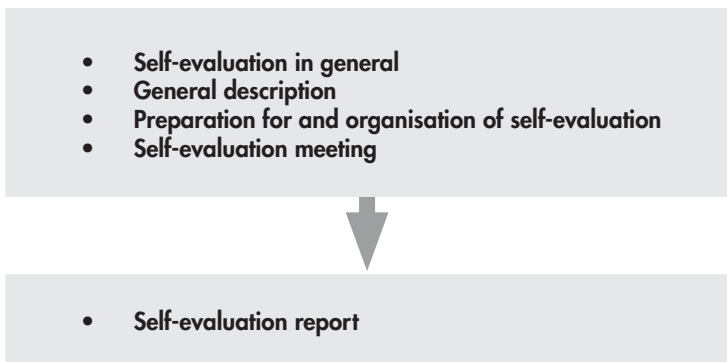 • Self-evaluation in general
• General description
• Preparation for and organisation of self-evaluation
• Self-evaluation meeting
• Self-evaluation report